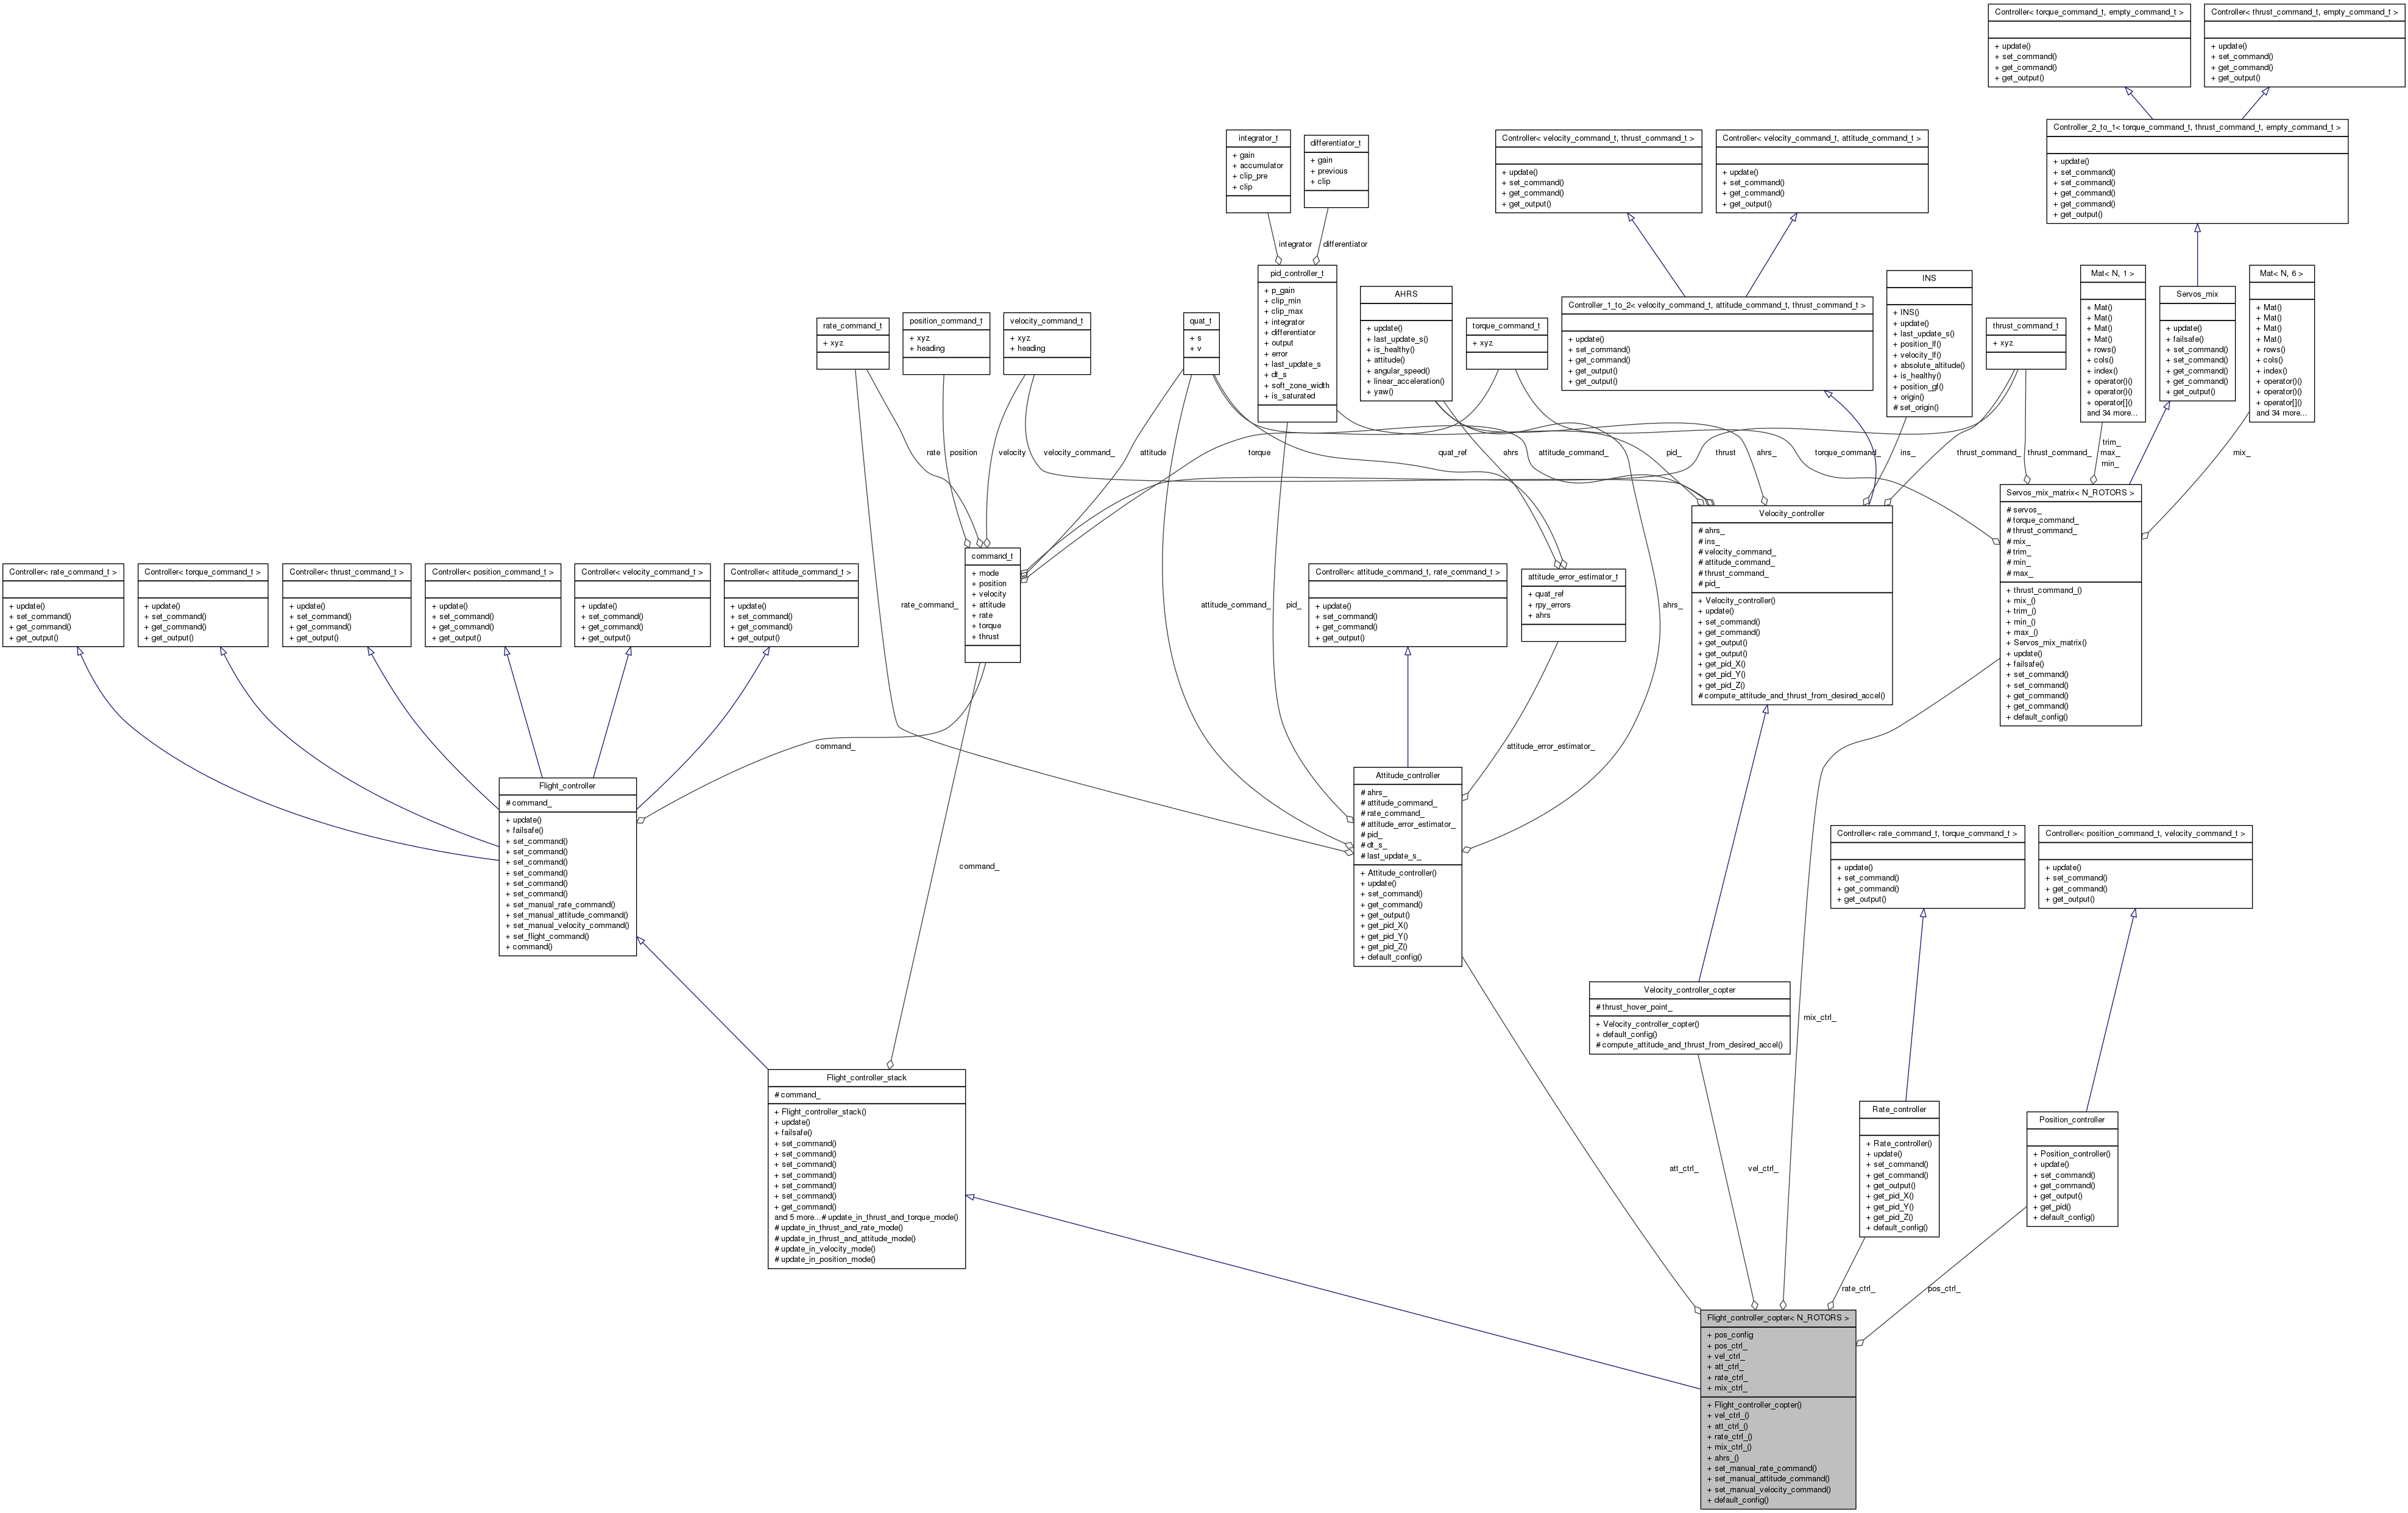 Controller< torque_command_t, empty_command_t >
+ update()
+ set_command()
+ get_command()
+ get_output()
Controller< thrust_command_t, empty_command_t >
+ update()
+ set_command()
+ get_command()
+ get_output()
Controller_2_to_1< torque_command_t, thrust_command_t, empty_command_t >
+ update()
+ set_command()
+ set_command()
+ get_command()
+ get_command()
+ get_output()
integrator_t
+ gain
+ accumulator
+ clip_pre
+ clip
differentiator_t
+ gain
+ previous
+ clip
Controller< velocity_command_t, thrust_command_t >
+ update()
+ set_command()
+ get_command()
+ get_output()
Controller< velocity_command_t, attitude_command_t >
+ update()
+ set_command()
+ get_command()
+ get_output()
integrator
differentiator
pid_controller_t
+ p_gain
+ clip_min
+ clip_max
+ integrator
+ differentiator
+ output
+ error
+ last_update_s
+ dt_s
+ soft_zone_width
+ is_saturated
AHRS
+ update()
+ last_update_s()
+ is_healthy()
+ attitude()
+ angular_speed()
+ linear_acceleration()
+ yaw()
Controller_1_to_2< velocity_command_t, attitude_command_t, thrust_command_t >
+ update()
+ set_command()
+ get_command()
+ get_output()
+ get_output()
INS
+ INS()
+ update()
+ last_update_s()
+ position_lf()
+ velocity_lf()
+ absolute_altitude()
+ is_healthy()
+ position_gf()
+ origin()
# set_origin()
Mat< N, 1 >
+ Mat()
+ Mat()
+ Mat()
+ Mat()
+ rows()
+ cols()
+ index()
+ operator()()
+ operator()()
+ operator[]()
and 34 more...
Servos_mix
+ update()
+ failsafe()
+ set_command()
+ set_command()
+ get_command()
+ get_command()
+ get_output()
Mat< N, 6 >
+ Mat()
+ Mat()
+ Mat()
+ Mat()
+ rows()
+ cols()
+ index()
+ operator()()
+ operator()()
+ operator[]()
and 34 more...
rate_command_t
+ xyz
position_command_t
+ xyz
+ heading
velocity_command_t
+ xyz
+ heading
quat_t
+ s
+ v
torque_command_t
+ xyz
thrust_command_t
+ xyz
rate
position
velocity
velocity_command_
attitude
torque
quat_ref
ahrs
attitude_command_
pid_
thrust
ahrs_
torque_command_
ins_
thrust_command_
thrust_command_
trim_
max_
min_
mix_
Servos_mix_matrix< N_ROTORS >
# servos_
# torque_command_
# thrust_command_
# mix_
# trim_
# min_
# max_
+ thrust_command_()
+ mix_()
+ trim_()
+ min_()
+ max_()
+ Servos_mix_matrix()
+ update()
+ failsafe()
+ set_command()
+ set_command()
+ get_command()
+ get_command()
+ default_config()
Velocity_controller
# ahrs_
# ins_
# velocity_command_
# attitude_command_
# thrust_command_
# pid_
+ Velocity_controller()
+ update()
+ set_command()
+ get_command()
+ get_output()
+ get_output()
+ get_pid_X()
+ get_pid_Y()
+ get_pid_Z()
# compute_attitude_and_thrust_from_desired_accel()
command_t
+ mode
+ position
+ velocity
+ attitude
+ rate
+ torque
+ thrust
Controller< rate_command_t >
+ update()
+ set_command()
+ get_command()
+ get_output()
Controller< torque_command_t >
+ update()
+ set_command()
+ get_command()
+ get_output()
Controller< thrust_command_t >
+ update()
+ set_command()
+ get_command()
+ get_output()
Controller< position_command_t >
+ update()
+ set_command()
+ get_command()
+ get_output()
Controller< velocity_command_t >
+ update()
+ set_command()
+ get_command()
+ get_output()
Controller< attitude_command_t >
+ update()
+ set_command()
+ get_command()
+ get_output()
rate_command_
attitude_command_
pid_
Controller< attitude_command_t, rate_command_t >
+ update()
+ set_command()
+ get_command()
+ get_output()
attitude_error_estimator_t
+ quat_ref
+ rpy_errors
+ ahrs
ahrs_
command_
attitude_error_estimator_
Flight_controller
# command_
+ update()
+ failsafe()
+ set_command()
+ set_command()
+ set_command()
+ set_command()
+ set_command()
+ set_command()
+ set_manual_rate_command()
+ set_manual_attitude_command()
+ set_manual_velocity_command()
+ set_flight_command()
+ command()
command_
Attitude_controller
# ahrs_
# attitude_command_
# rate_command_
# attitude_error_estimator_
# pid_
# dt_s_
# last_update_s_
+ Attitude_controller()
+ update()
+ set_command()
+ get_command()
+ get_output()
+ get_pid_X()
+ get_pid_Y()
+ get_pid_Z()
+ default_config()
Controller< rate_command_t, torque_command_t >
+ update()
+ set_command()
+ get_command()
+ get_output()
Controller< position_command_t, velocity_command_t >
+ update()
+ set_command()
+ get_command()
+ get_output()
Velocity_controller_copter
# thrust_hover_point_
+ Velocity_controller_copter()
+ default_config()
# compute_attitude_and_thrust_from_desired_accel()
mix_ctrl_
Flight_controller_stack
# command_
+ Flight_controller_stack()
+ update()
+ failsafe()
+ set_command()
+ set_command()
+ set_command()
+ set_command()
+ set_command()
+ set_command()
+ get_command()
and 5 more...# update_in_thrust_and_torque_mode()
# update_in_thrust_and_rate_mode()
# update_in_thrust_and_attitude_mode()
# update_in_velocity_mode()
# update_in_position_mode()
att_ctrl_
vel_ctrl_
Rate_controller
+ Rate_controller()
+ update()
+ set_command()
+ get_command()
+ get_output()
+ get_pid_X()
+ get_pid_Y()
+ get_pid_Z()
+ default_config()
Position_controller
+ Position_controller()
+ update()
+ set_command()
+ get_command()
+ get_output()
+ get_pid()
+ default_config()
rate_ctrl_
pos_ctrl_
Flight_controller_copter< N_ROTORS >
+ pos_config
+ pos_ctrl_
+ vel_ctrl_
+ att_ctrl_
+ rate_ctrl_
+ mix_ctrl_
+ Flight_controller_copter()
+ vel_ctrl_()
+ att_ctrl_()
+ rate_ctrl_()
+ mix_ctrl_()
+ ahrs_()
+ set_manual_rate_command()
+ set_manual_attitude_command()
+ set_manual_velocity_command()
+ default_config()